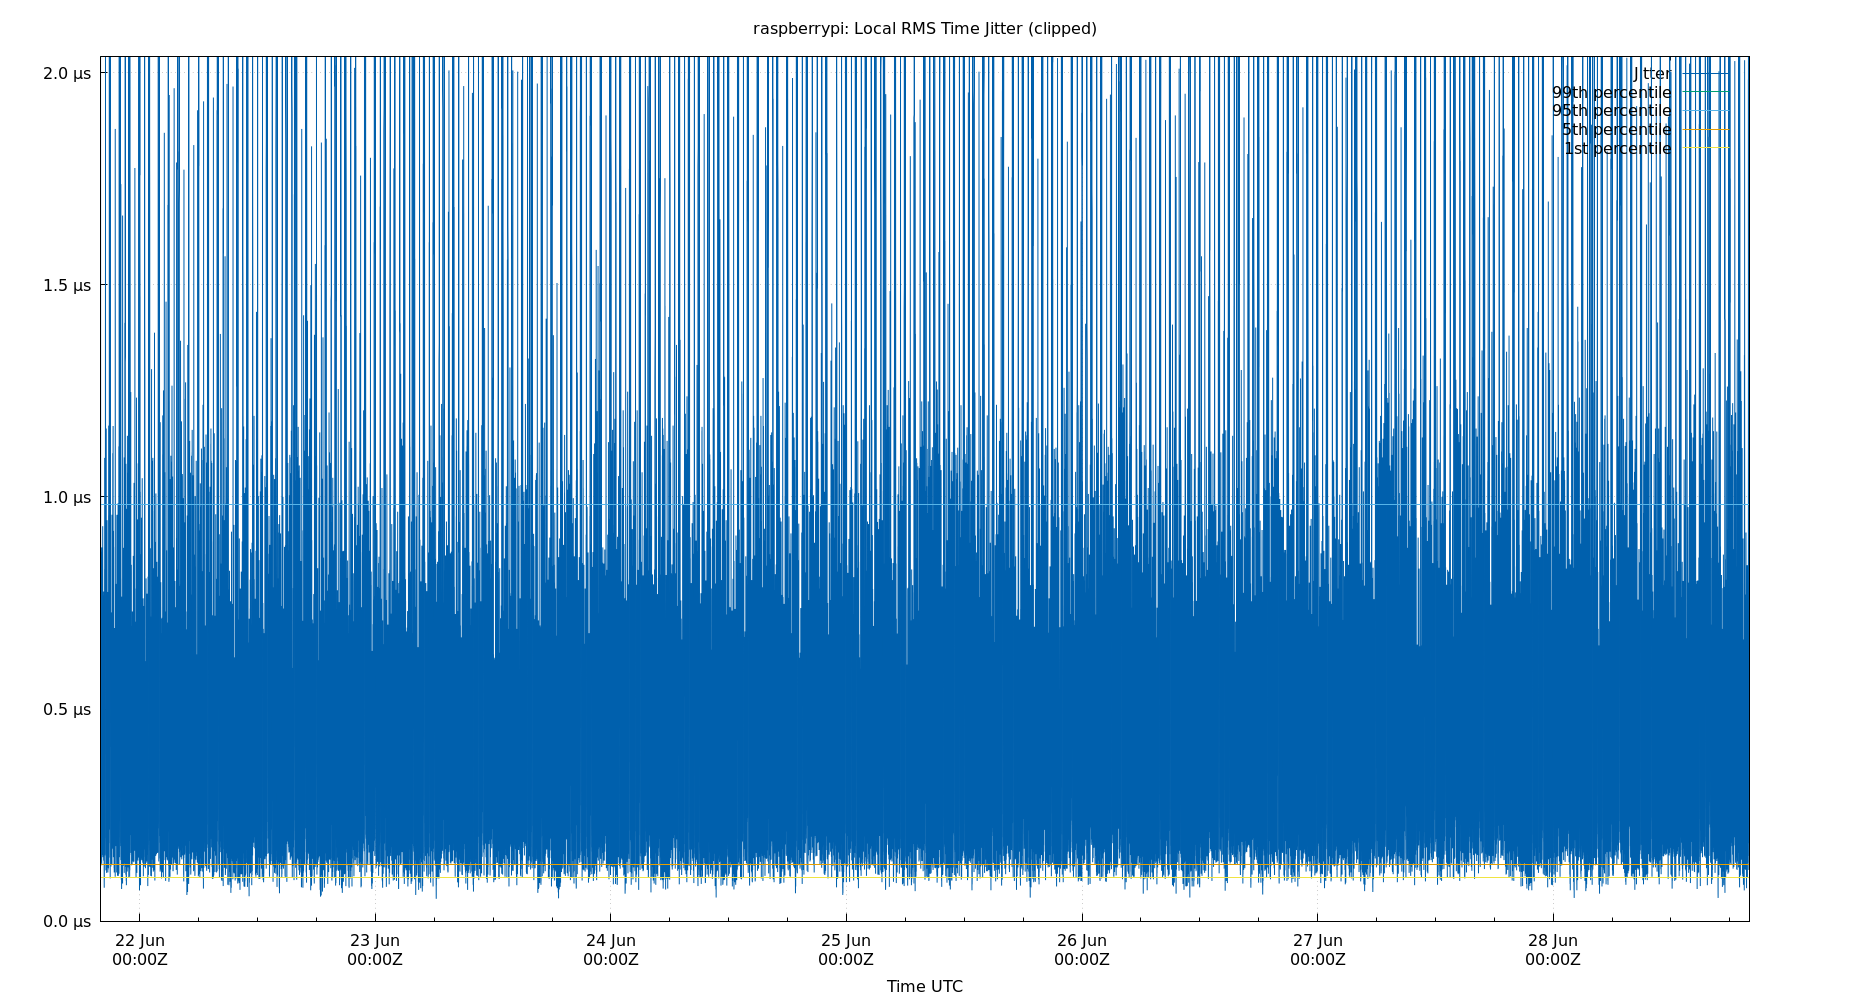 raspberrypi: Local RMS Time Jitter (clipped)
2.0 µs
1.5 µs
1.0 µs
0.5 µs
0.0 µs
Jitter
99th percentile
95th percentile
5th percentile
1st percentile
22 Jun
00:00Z
23 Jun
00:00Z
24 Jun
00:00Z
25 Jun
00:00Z
26 Jun
00:00Z
27 Jun
00:00Z
28 Jun
00:00Z
Time UTC